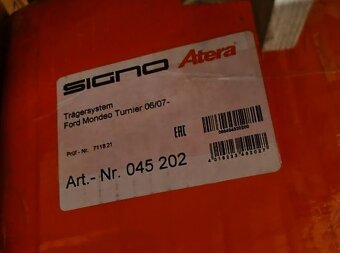 SIGNO Atera
Trägersystem
Ford Mondeo Turnier 06/07-
EAC
Prüf.- Nr. 711821
Art.- Nr. 045 202